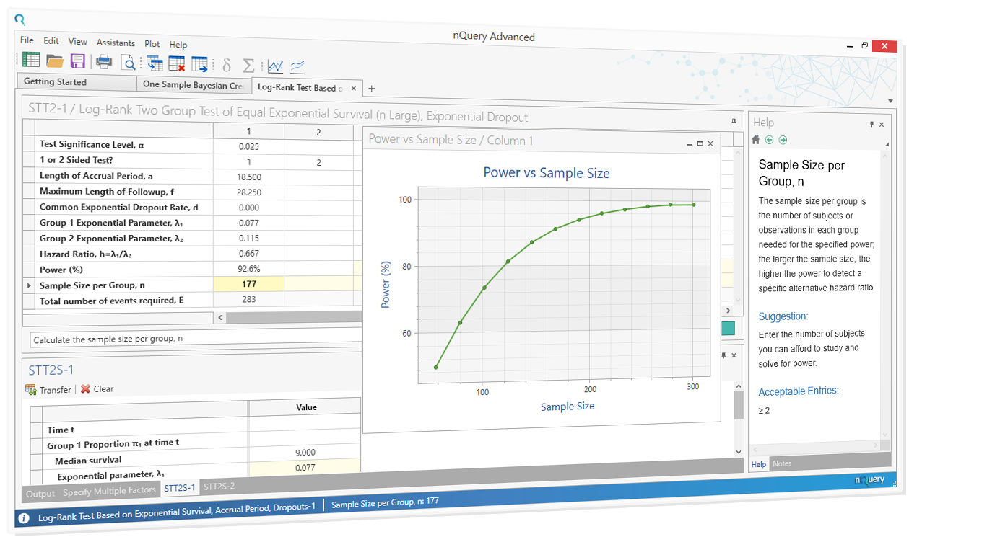 nQuery Advanced
File Edit View Assistants Plot Help
Getting Started
One Sample Bayesian Cre
Log-Rank Test Based o × +
STT2-1 / Log-Rank Two Group Test of Equal Exponential Survival (n Large), Exponential Dropout
1 2
Test Significance Level, α 0.025
1 or 2 Sided Test? 1 2
Length of Accrual Period, a 18.500
Maximum Length of Followup, f 28.250
Common Exponential Dropout Rate, d 0.000
Group 1 Exponential Parameter, λ₁ 0.077
Group 2 Exponential Parameter, λ₂ 0.115
Hazard Ratio, h=λ₁/λ₂ 0.667
Power (%) 92.6%
Sample Size per Group, n 177
Total number of events required, E 283
Calculate the sample size per group, n
Power vs Sample Size / Column 1
Power vs Sample Size
100
80
60
Power (%)
100 200 300
Sample Size
STT2S-1
Transfer Clear
Value
Time t
Group 1 Proportion π₁ at time t
Median survival 9.000
Exponential parameter, λ₁ 0.077
Output Specify Multiple Factors STT2S-1 STT2S-2
Help
Sample Size per
Group, n
The sample size per group is
the number of subjects or
observations in each group
needed for the specified power;
the larger the sample size, the
higher the power to detect a
specific alternative hazard ratio.
Suggestion:
Enter the number of subjects
you can afford to study and
solve for power.
Acceptable Entries:
≥ 2
Help Notes
Log-Rank Test Based on Exponential Survival, Accrual Period, Dropouts-1 Sample Size per Group, n: 177
nQuery